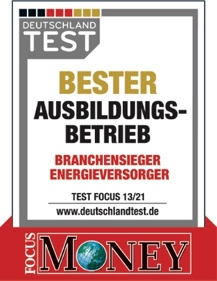 DEUTSCHLAND
TEST
BESTER
AUSBILDUNGS-
BETRIEB
BRANCHENSIEGER
ENERGIEVERSORGER
TEST FOCUS 13/21
www.deutschlandtest.de
FOCUS
MONEY